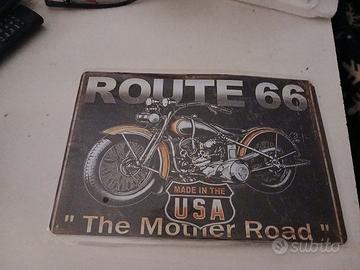 ROUTE 66
MADE IN THE
USA
" The Mother Road "
subito